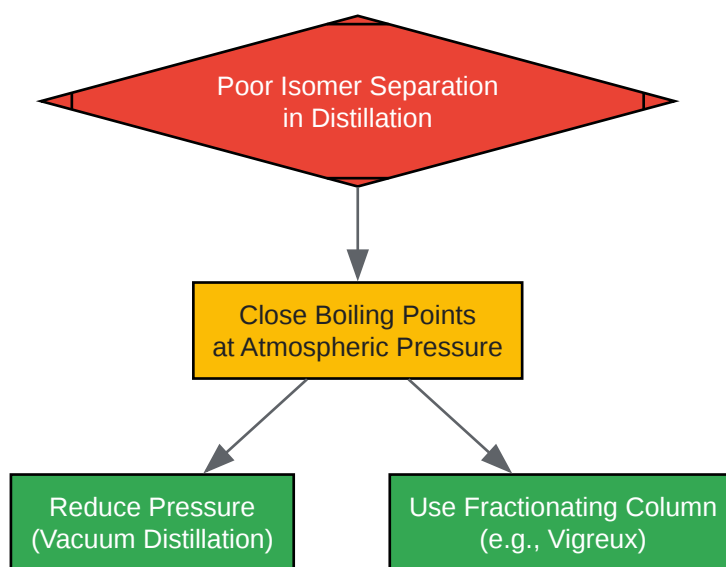 Poor Isomer Separation
in Distillation
Close Boiling Points
at Atmospheric Pressure
Reduce Pressure
(Vacuum Distillation)
Use Fractionating Column
(e.g., Vigreux)